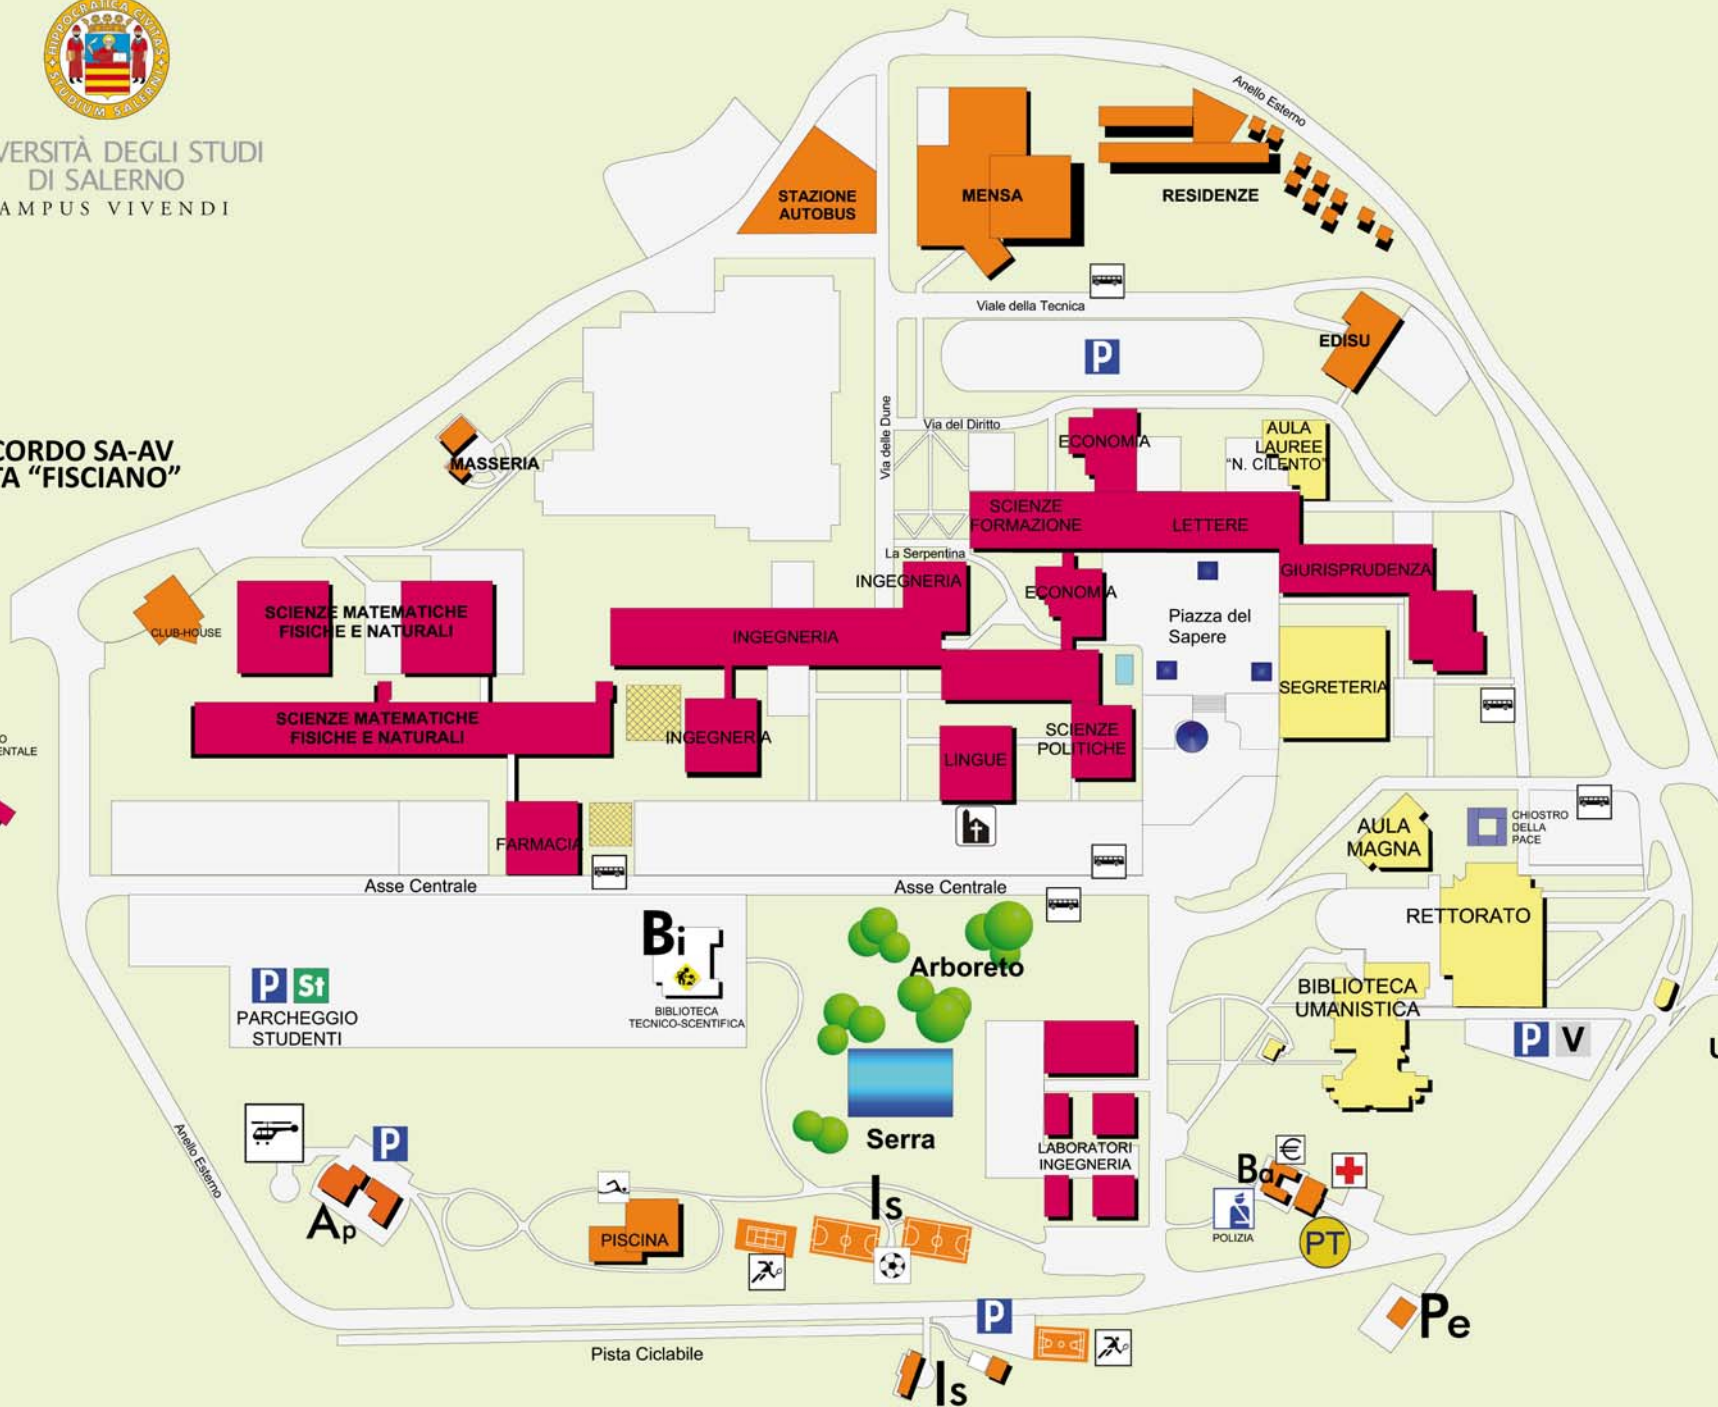 HIPPOCRATICA CIVITAS
STUDIUM SALERNI
VERSITÀ DEGLI STUDI
DI SALERNO
AMPUS VIVENDI
Anello Esterno
STAZIONE
AUTOBUS
MENSA
RESIDENZE
Viale della Tecnica
EDISU
P
Via delle Dune
Via del Diritto
ECONOMIA
AULA
LAUREE
"N. CILENTO"
CORDO SA-AV
TA “FISCIANO”
MASSERIA
SCIENZE
FORMAZIONE
LETTERE
La Serpentina
INGEGNERIA
GIURISPRUDENZA
ECONOMIA
Piazza del
Sapere
CLUB-HOUSE
SCIENZE MATEMATICHE
FISICHE E NATURALI
INGEGNERIA
SEGRETERIA
SCIENZE MATEMATICHE
FISICHE E NATURALI
INGEGNERIA
LINGUE
SCIENZE
POLITICHE
O
ENTALE
FARMACIA
AULA
MAGNA
CHIOSTRO
DELLA
PACE
Asse Centrale
Asse Centrale
RETTORATO
Bi
BIBLIOTECA
TECNICO-SCENTIFICA
Arboreto
P St
PARCHEGGIO
STUDENTI
BIBLIOTECA
UMANISTICA
P V
Serra
LABORATORI
INGEGNERIA
Anello Esterno
P
Ap
PISCINA
Is
Ba
€
POLIZIA
PT
P
Pe
Pista Ciclabile
Is